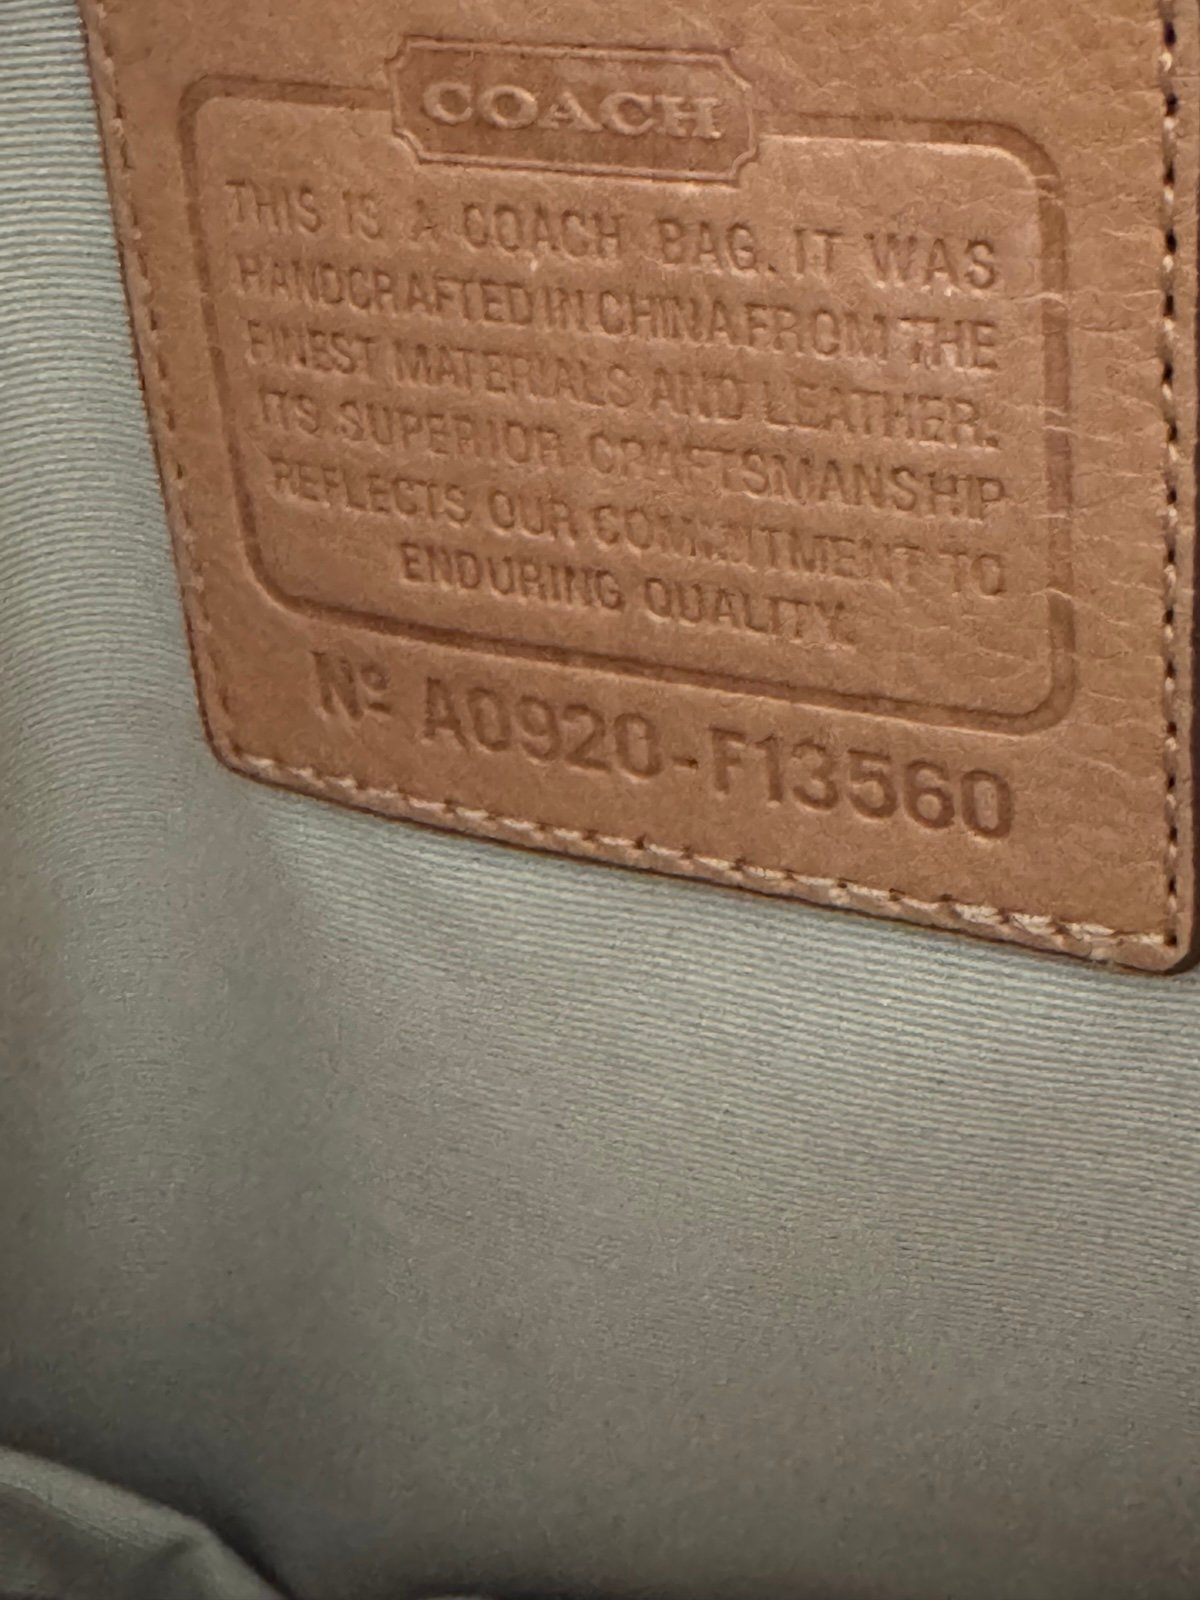 COACH
THIS IS A COACH BAG. IT WAS
HANDCRAFTED IN CHINA FROM THE
FINEST MATERIALS AND LEATHER.
ITS SUPERIOR CRAFTSMANSHIP
REFLECTS OUR COMMITMENT TO
ENDURING QUALITY.
Nº A0920-F13560